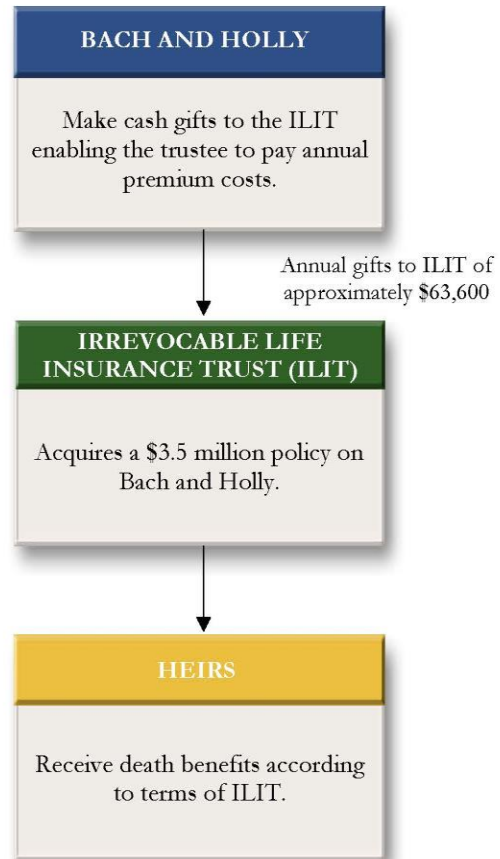 BACH AND HOLLY
Make cash gifts to the ILIT
enabling the trustee to pay annual
premium costs.
Annual gifts to ILIT of
approximately $63,600
IRREVOCABLE LIFE
INSURANCE TRUST (ILIT)
Acquires a $3.5 million policy on
Bach and Holly.
HEIRS
Receive death benefits according
to terms of ILIT.